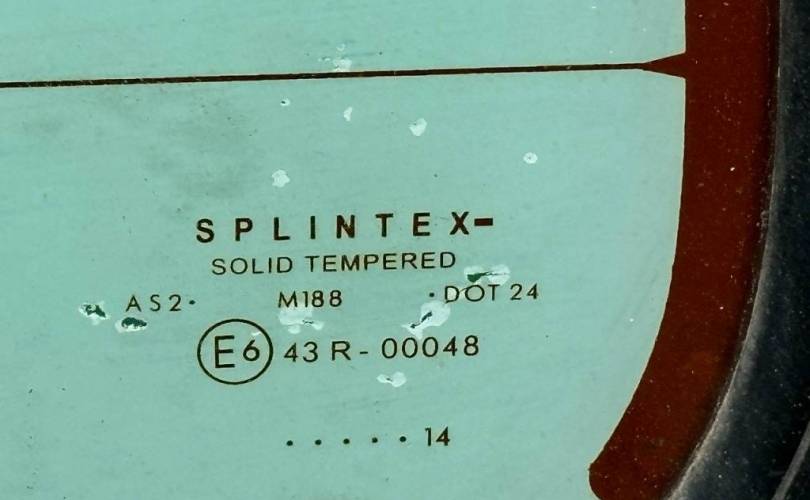 SPLINTEX-
SOLID TEMPERED
AS2· M188 ·DOT 24
E6 43 R - 00048
. . . . . 14